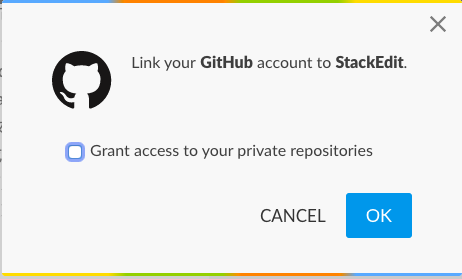 Link your GitHub account to StackEdit.
Grant access to your private repositories
CANCEL
OK